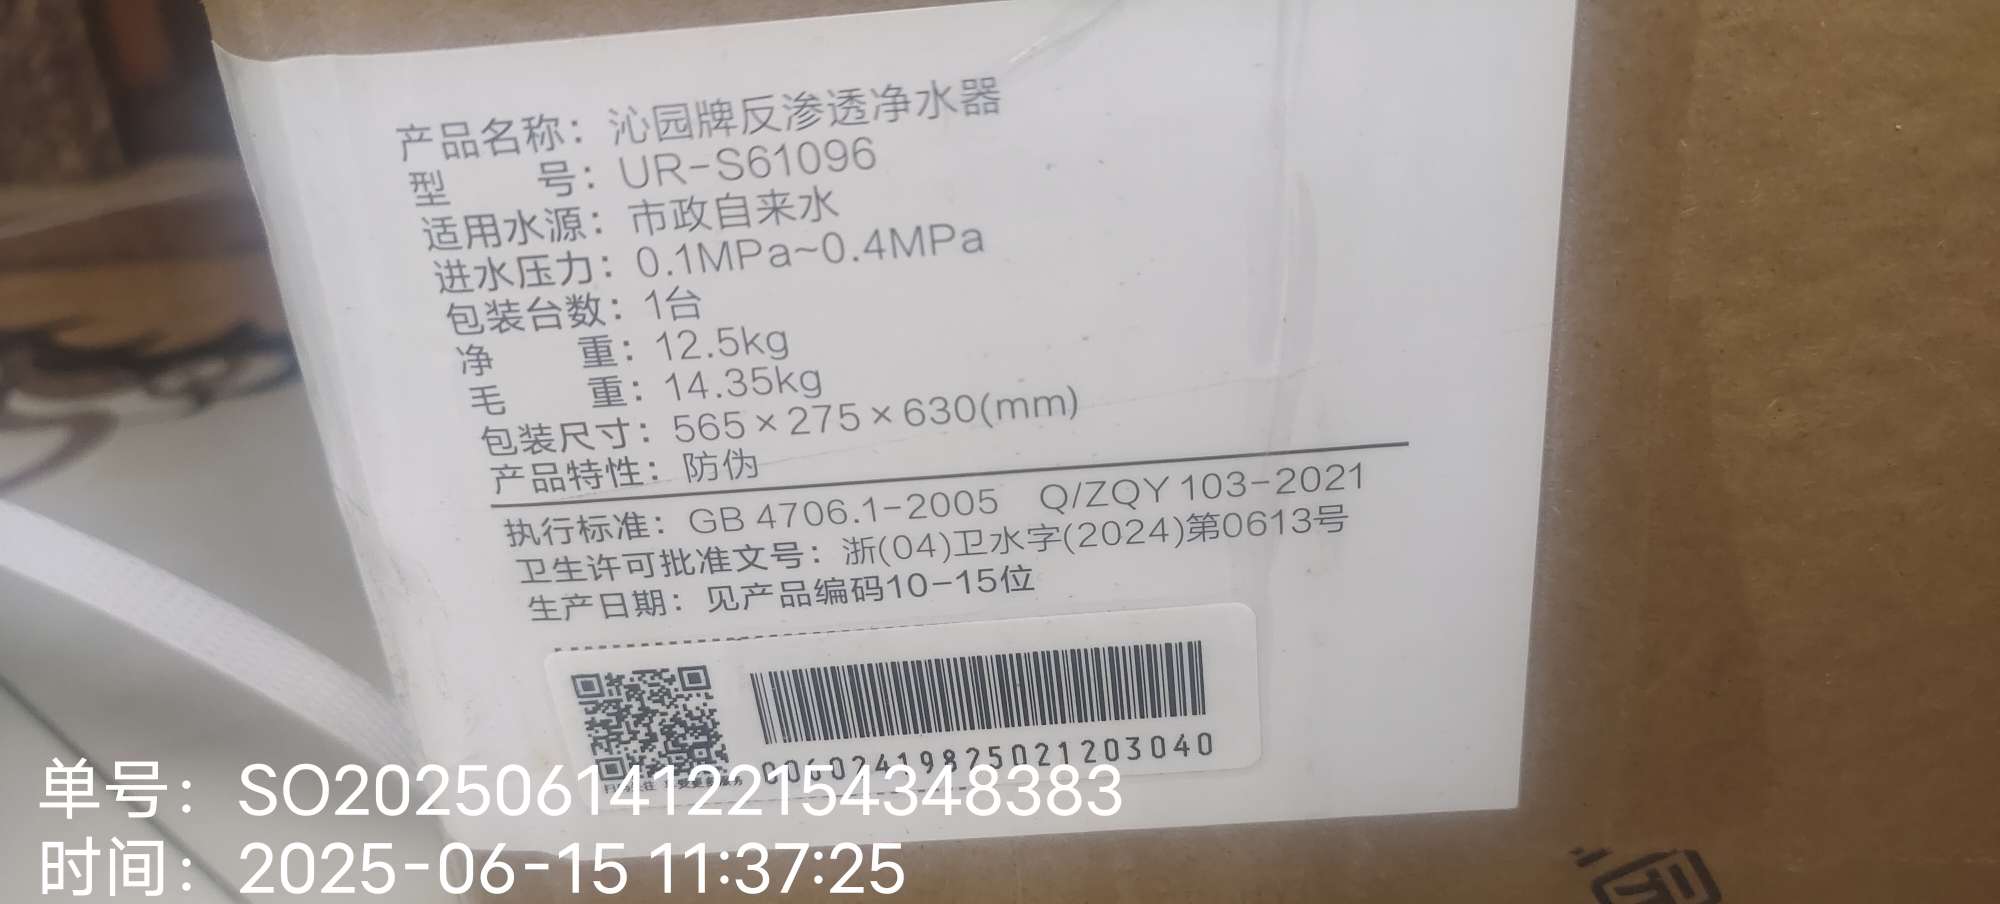 产品名称：沁园牌反渗透净水器
型 号：UR-S61096
适用水源：市政自来水
进水压力：0.1MPa~0.4MPa
包装台数：1台
净 重：12.5kg
毛 重：14.35kg
包装尺寸：565×275×630(mm)
产品特性：防伪
执行标准：GB 4706.1-2005 Q/ZQY 103-2021
卫生许可批准文号：浙(04)卫水字(2024)第0613号
生产日期：见产品编码10-15位
00602419825021203040
单号：SO20250614122154348383
时间：2025-06-15 11:37:25